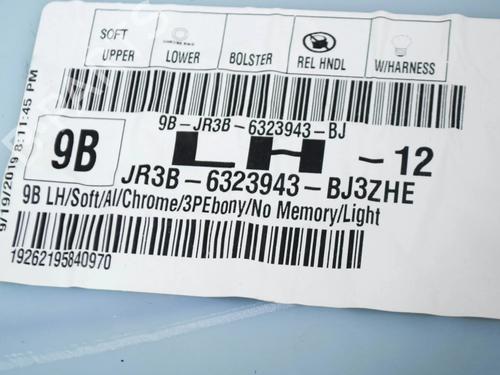 SOFT
UPPER LOWER BOLSTER REL HNDL W/HARNESS
9B-JR3B-6323943-BJ
9B LH -12
JR3B-6323943-BJ3ZHE
9B LH/Soft/Al/Chrome/3PEbony/No Memory/Light
19262195840970
9/19/2019 8:11:45 PM